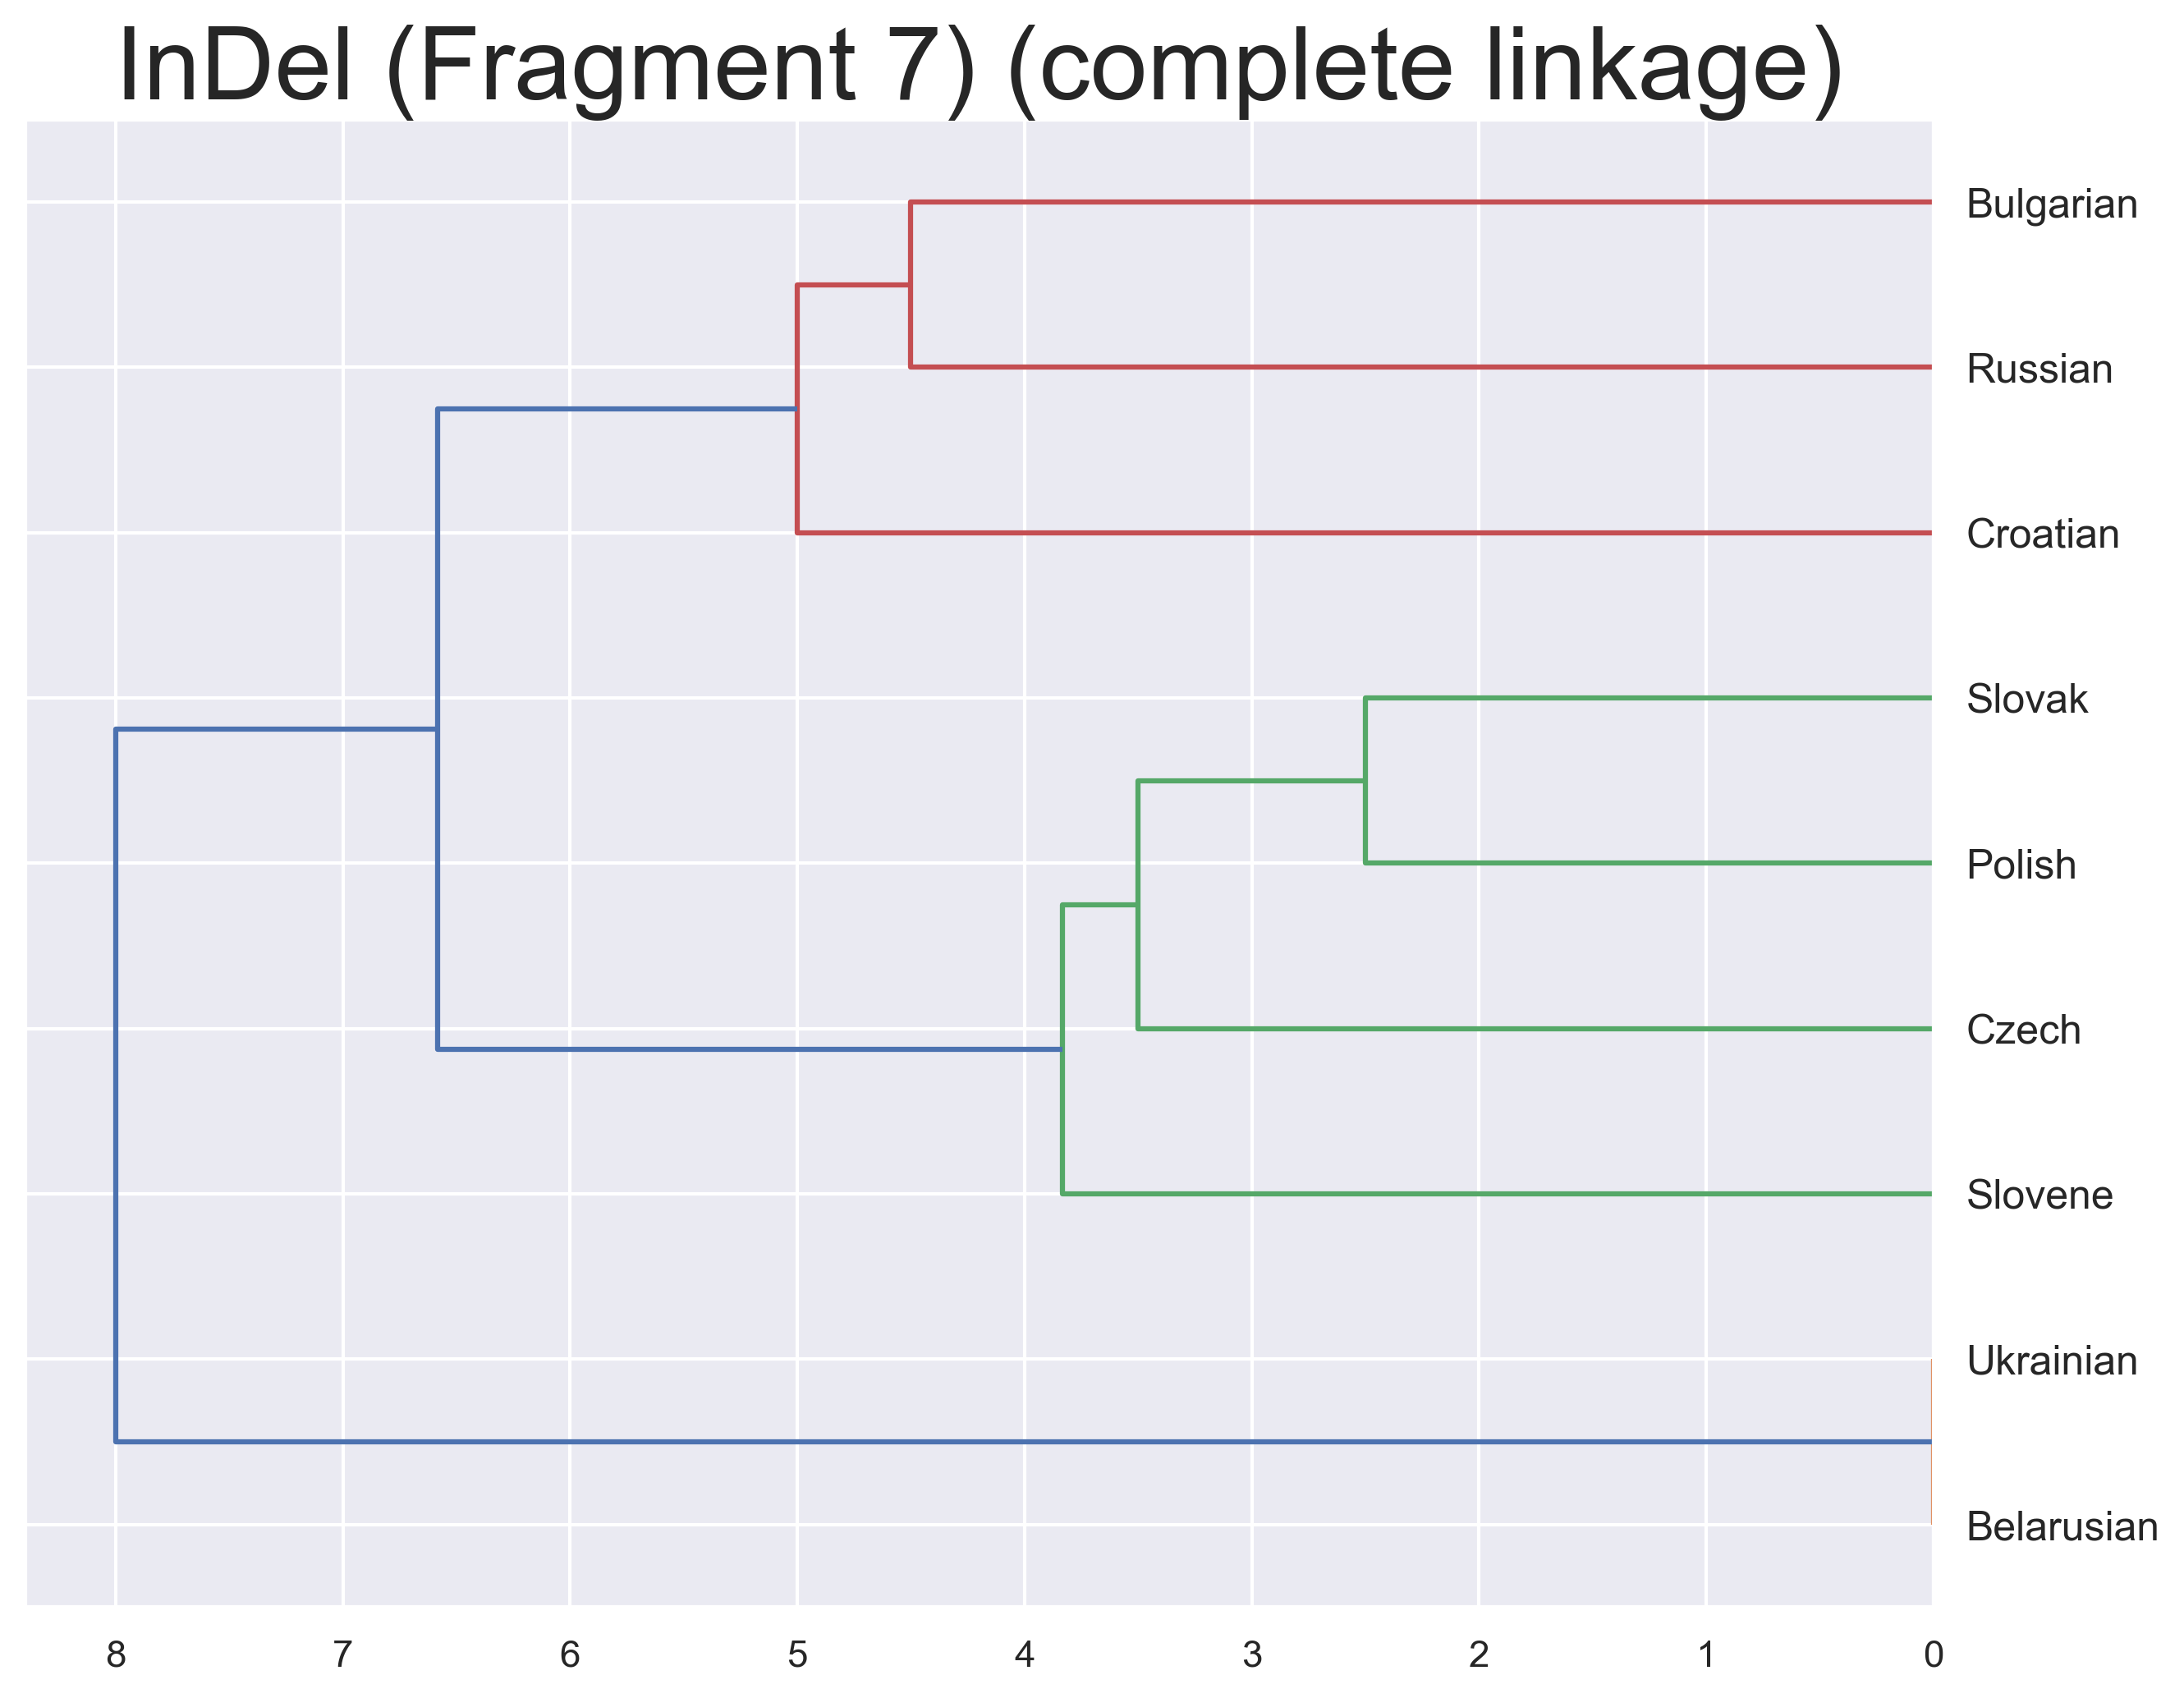 InDel (Fragment 7) (complete linkage)
Bulgarian
Russian
Croatian
Slovak
Polish
Czech
Slovene
Ukrainian
Belarusian
8 7 6 5 4 3 2 1 0